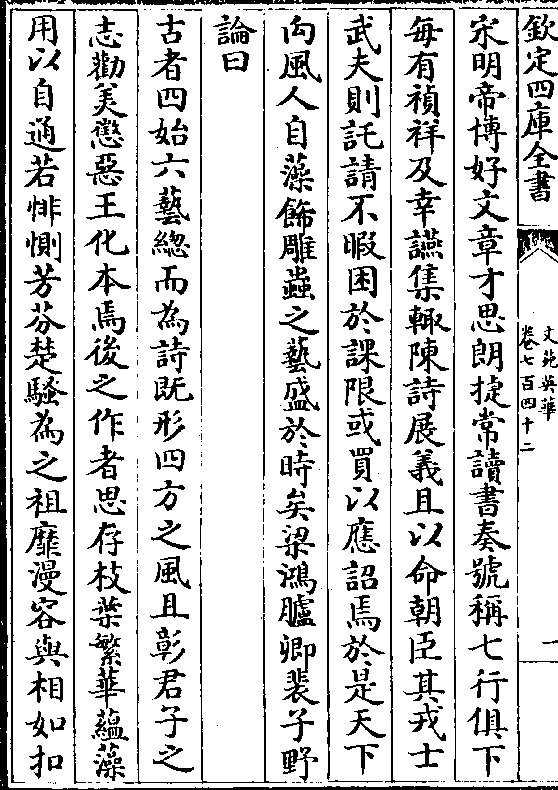 欽定四庫全書
文苑英華
卷七百四十二
一
宋明帝博好文章才思朗捷常讀書奏號稱七行俱下
每有禎祥及幸讌集輒陳詩展義且以命朝臣其戎士
武夫則託請不暇困於課限或買以應詔焉於是天下
向風人自藻飾雕蟲之藝盛於時矣梁鴻臚卿裴子野
論曰
古者四始六藝總而為詩既形四方之風且彰君子之
志勸美懲惡王化本焉後之作者思存枝葉繁華蘊藻
用以自通若悱惻芳芬楚騷為之祖靡漫容與相如扣